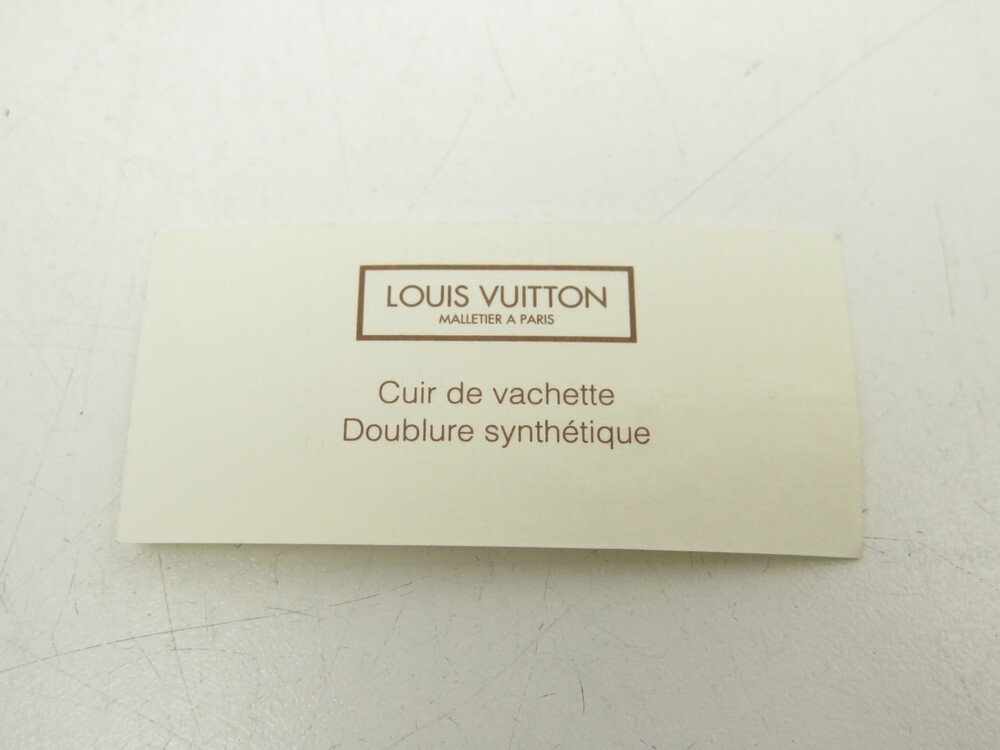 LOUIS VUITTON
MALLETIER A PARIS
Cuir de vachette
Doublure synthétique